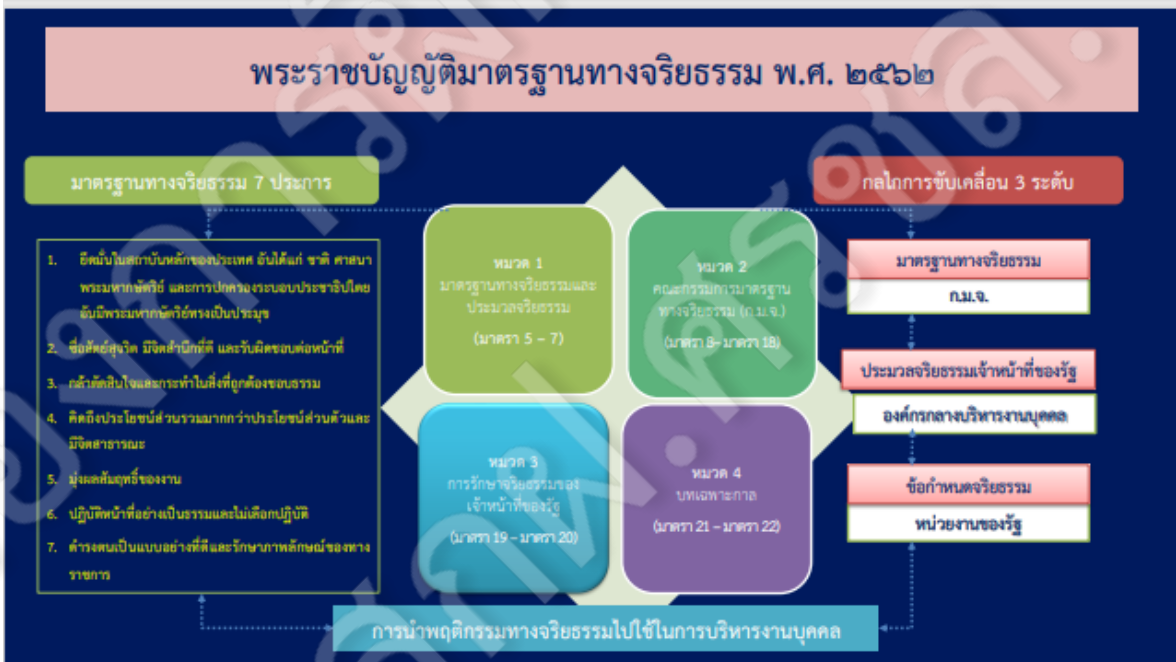 พระราชบัญญัติมาตรฐานทางจริยธรรม พ.ศ. ๒๕๖๒
มาตรฐานทางจริยธรรม 7 ประการ
1. ยึดมั่นในสถาบันหลักของประเทศ อันได้แก่ ชาติ ศาสนา
พระมหากษัตริย์ และการปกครองระบอบประชาธิปไตย
อันมีพระมหากษัตริย์ทรงเป็นประมุข
2. ซื่อสัตย์สุจริต มีจิตสำนึกที่ดี และรับผิดชอบต่อหน้าที่
3. กล้าตัดสินใจและกระทำในสิ่งที่ถูกต้องชอบธรรม
4. คิดถึงประโยชน์ส่วนรวมมากกว่าประโยชน์ส่วนตัวและ
มีจิตสาธารณะ
5. มุ่งผลสัมฤทธิ์ของงาน
6. ปฏิบัติหน้าที่อย่างเป็นธรรมและไม่เลือกปฏิบัติ
7. ดำรงตนเป็นแบบอย่างที่ดีและรักษาภาพลักษณ์ของทาง
ราชการ
หมวด 1
มาตรฐานทางจริยธรรมและ
ประมวลจริยธรรม
(มาตรา 5 – 7)
หมวด 2
คณะกรรมการมาตรฐาน
ทางจริยธรรม (ก.ม.จ.)
(มาตรา 8– มาตรา 18)
หมวด 3
การรักษาจริยธรรมของ
เจ้าหน้าที่ของรัฐ
(มาตรา 19 – มาตรา 20)
หมวด 4
บทเฉพาะกาล
(มาตรา 21 – มาตรา 22)
กลไกการขับเคลื่อน 3 ระดับ
มาตรฐานทางจริยธรรม
ก.ม.จ.
ประมวลจริยธรรมเจ้าหน้าที่ของรัฐ
องค์กรกลางบริหารงานบุคคล
ข้อกำหนดจริยธรรม
หน่วยงานของรัฐ
การนำพฤติกรรมทางจริยธรรมไปใช้ในการบริหารงานบุคคล